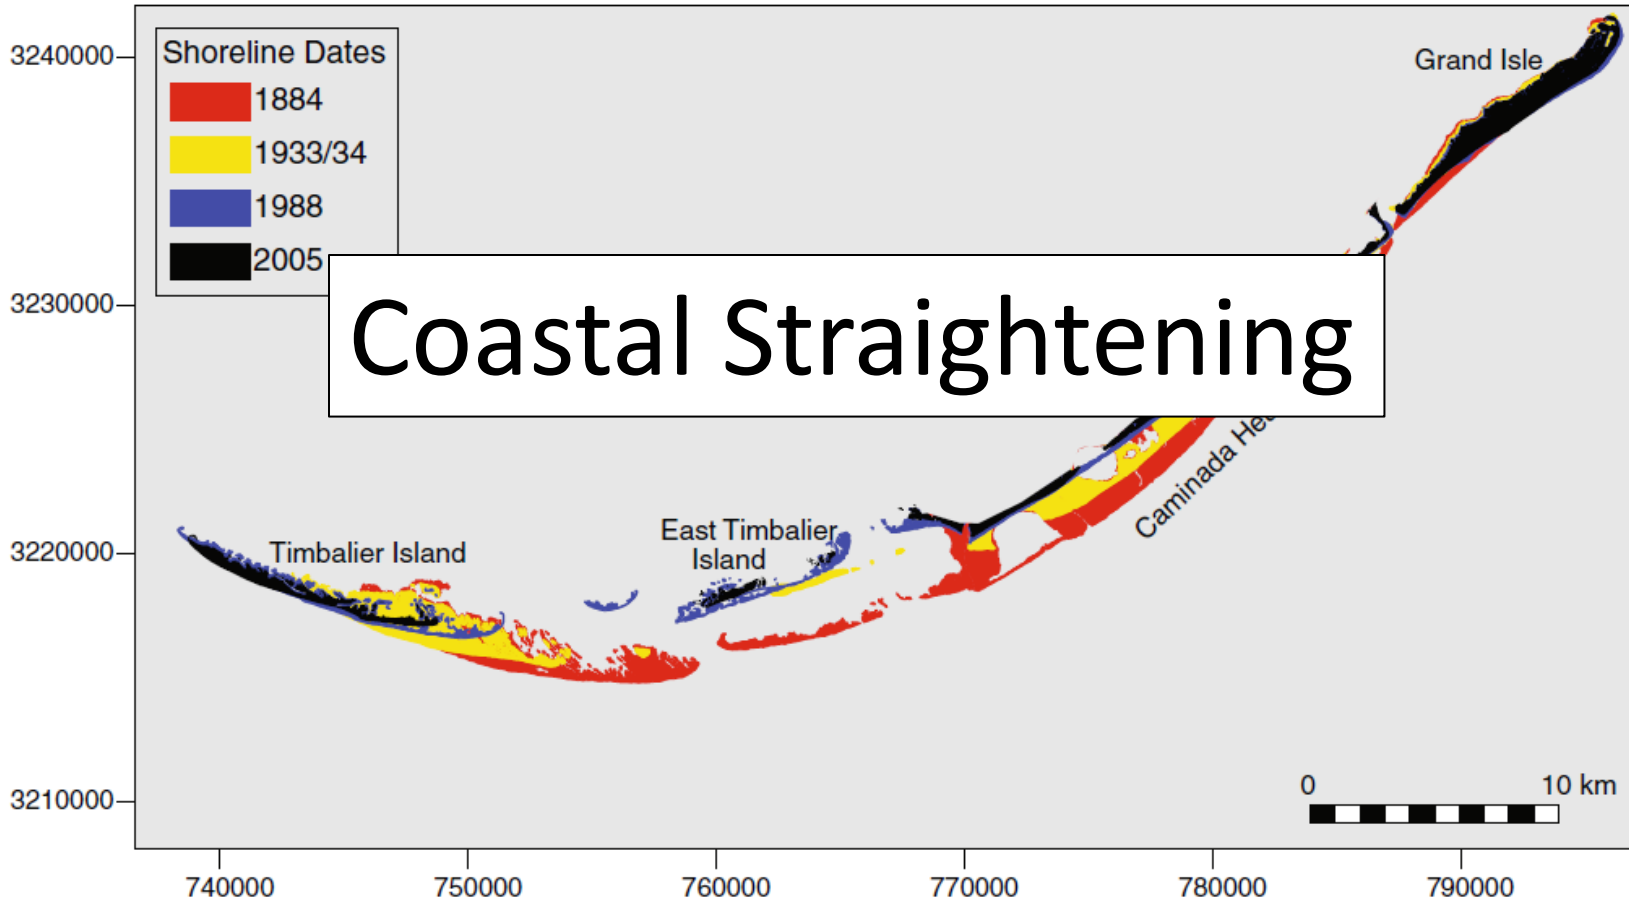 3240000
3230000
3220000
3210000
Shoreline Dates
1884
1933/34
1988
2005
Grand Isle
Coastal Straightening
Caminada
East Timbalier
Island
Timbalier Island
0 10 km
740000 750000 760000 770000 780000 790000